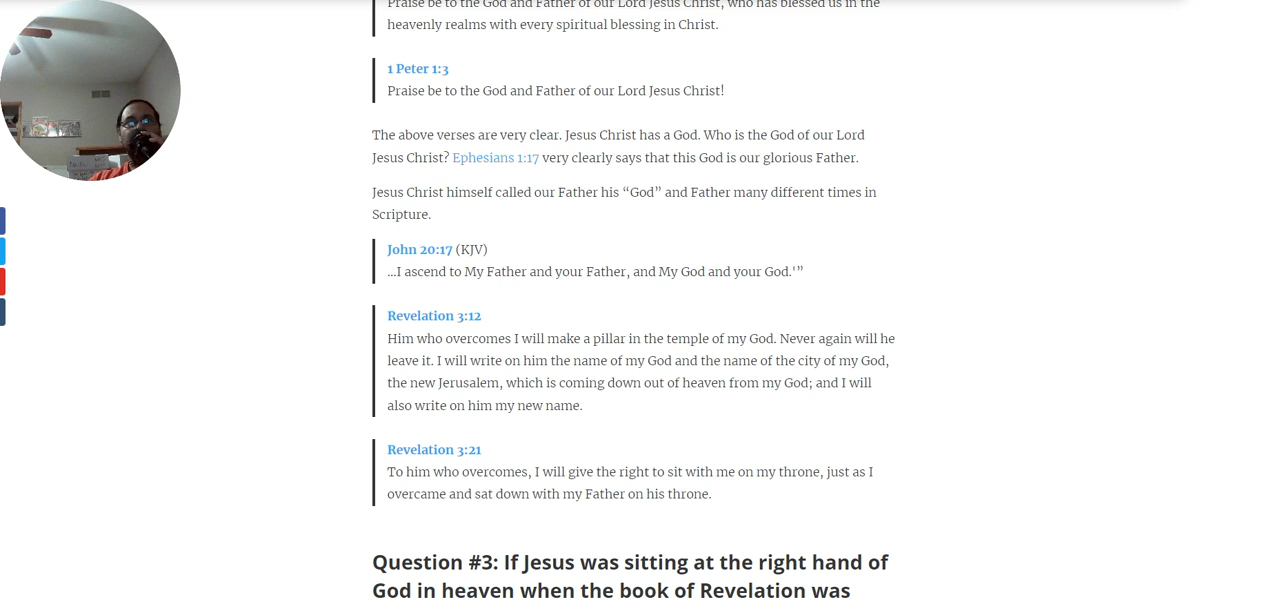 Praise be to the God and Father of our Lord Jesus Christ, who has blessed us in the
heavenly realms with every spiritual blessing in Christ.
1 Peter 1:3
Praise be to the God and Father of our Lord Jesus Christ!
The above verses are very clear. Jesus Christ has a God. Who is the God of our Lord
Jesus Christ? Ephesians 1:17 very clearly says that this God is our glorious Father.
Jesus Christ himself called our Father his “God” and Father many different times in
Scripture.
John 20:17 (KJV)
…I ascend to My Father and your Father, and My God and your God.'”
Revelation 3:12
Him who overcomes I will make a pillar in the temple of my God. Never again will he
leave it. I will write on him the name of my God and the name of the city of my God,
the new Jerusalem, which is coming down out of heaven from my God; and I will
also write on him my new name.
Revelation 3:21
To him who overcomes, I will give the right to sit with me on my throne, just as I
overcame and sat down with my Father on his throne.
Question #3: If Jesus was sitting at the right hand of
God in heaven when the book of Revelation was